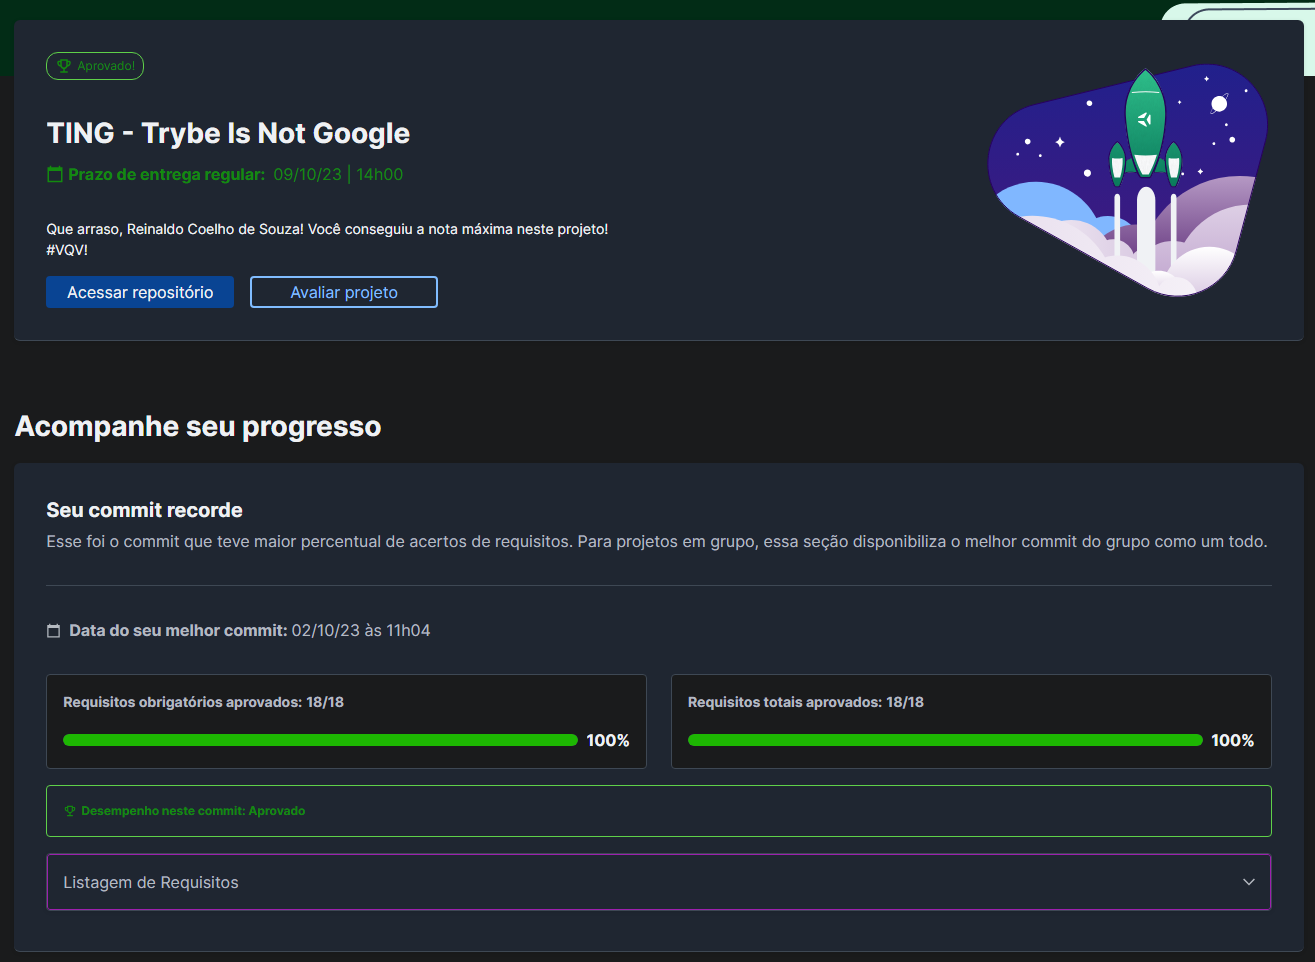 Aprovado!
TING - Trybe Is Not Google
Prazo de entrega regular: 09/10/23 | 14h00
Que arraso, Reinaldo Coelho de Souza! Você conseguiu a nota máxima neste projeto!
#VQV!
Acessar repositório
Avaliar projeto
Acompanhe seu progresso
Seu commit recorde
Esse foi o commit que teve maior percentual de acertos de requisitos. Para projetos em grupo, essa seção disponibiliza o melhor commit do grupo como um todo.
Data do seu melhor commit: 02/10/23 às 11h04
Requisitos obrigatórios aprovados: 18/18
100%
Requisitos totais aprovados: 18/18
100%
Desempenho neste commit: Aprovado
Listagem de Requisitos